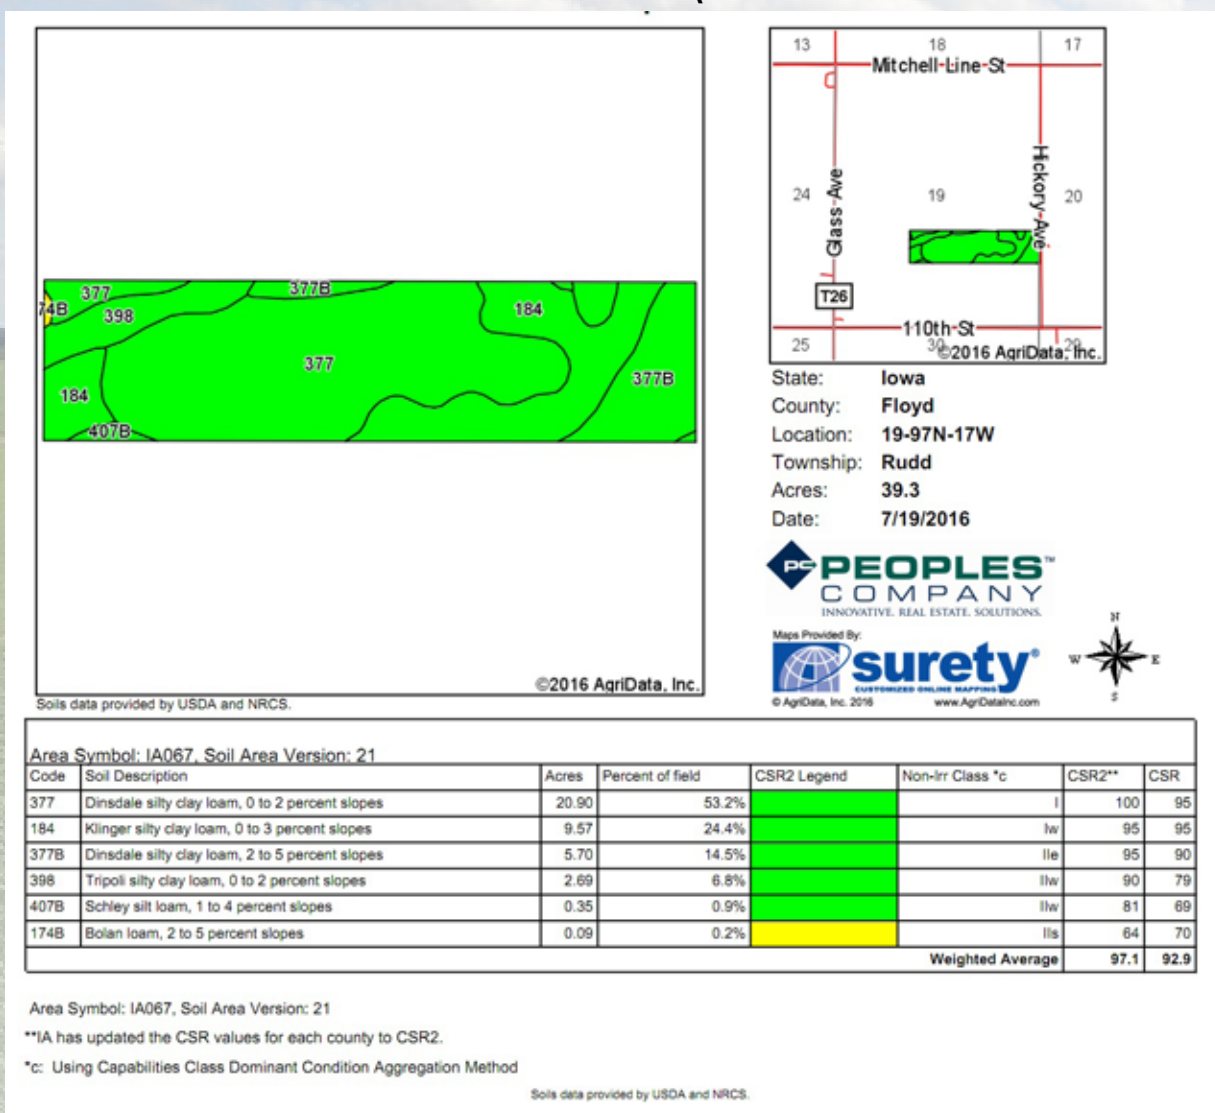 377
377B
74B
398
184
377
377B
184
407B
©2016 AgriData, Inc.
Soils data provided by USDA and NRCS.
13
18
17
Mitchell Line St
24
Glass Ave
19
Hickory Ave
20
T26
110th St
25
30
29
©2016 AgriData, Inc.
State: Iowa
County: Floyd
Location: 19-97N-17W
Township: Rudd
Acres: 39.3
Date: 7/19/2016
PC PEOPLES™
COMPANY
INNOVATIVE. REAL ESTATE. SOLUTIONS.
Maps Provided By:
surety®
CUSTOMIZED ONLINE MAPPING
© AgriData, Inc. 2016 www.AgriDataInc.com
N
W E
S
Area Symbol: IA067, Soil Area Version: 21
Code Soil Description Acres Percent of field CSR2 Legend Non-Irr Class *c CSR2** CSR
377 Dinsdale silty clay loam, 0 to 2 percent slopes 20.90 53.2% I 100 95
184 Klinger silty clay loam, 0 to 3 percent slopes 9.57 24.4% Iw 95 95
377B Dinsdale silty clay loam, 2 to 5 percent slopes 5.70 14.5% IIe 95 90
398 Tripoli silty clay loam, 0 to 2 percent slopes 2.69 6.8% IIw 90 79
407B Schley silt loam, 1 to 4 percent slopes 0.35 0.9% IIw 81 69
174B Bolan loam, 2 to 5 percent slopes 0.09 0.2% IIs 64 70
Weighted Average 97.1 92.9
Area Symbol: IA067, Soil Area Version: 21
**IA has updated the CSR values for each county to CSR2.
*c: Using Capabilities Class Dominant Condition Aggregation Method
Soils data provided by USDA and NRCS.